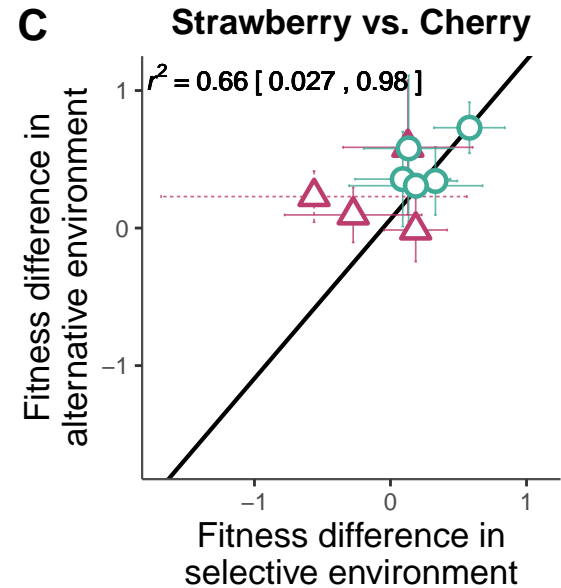 C
Strawberry vs. Cherry
r² = 0.66 [ 0.027 , 0.98 ]
Fitness difference in
alternative environment
1
0
−1
−1
0
1
Fitness difference in
selective environment